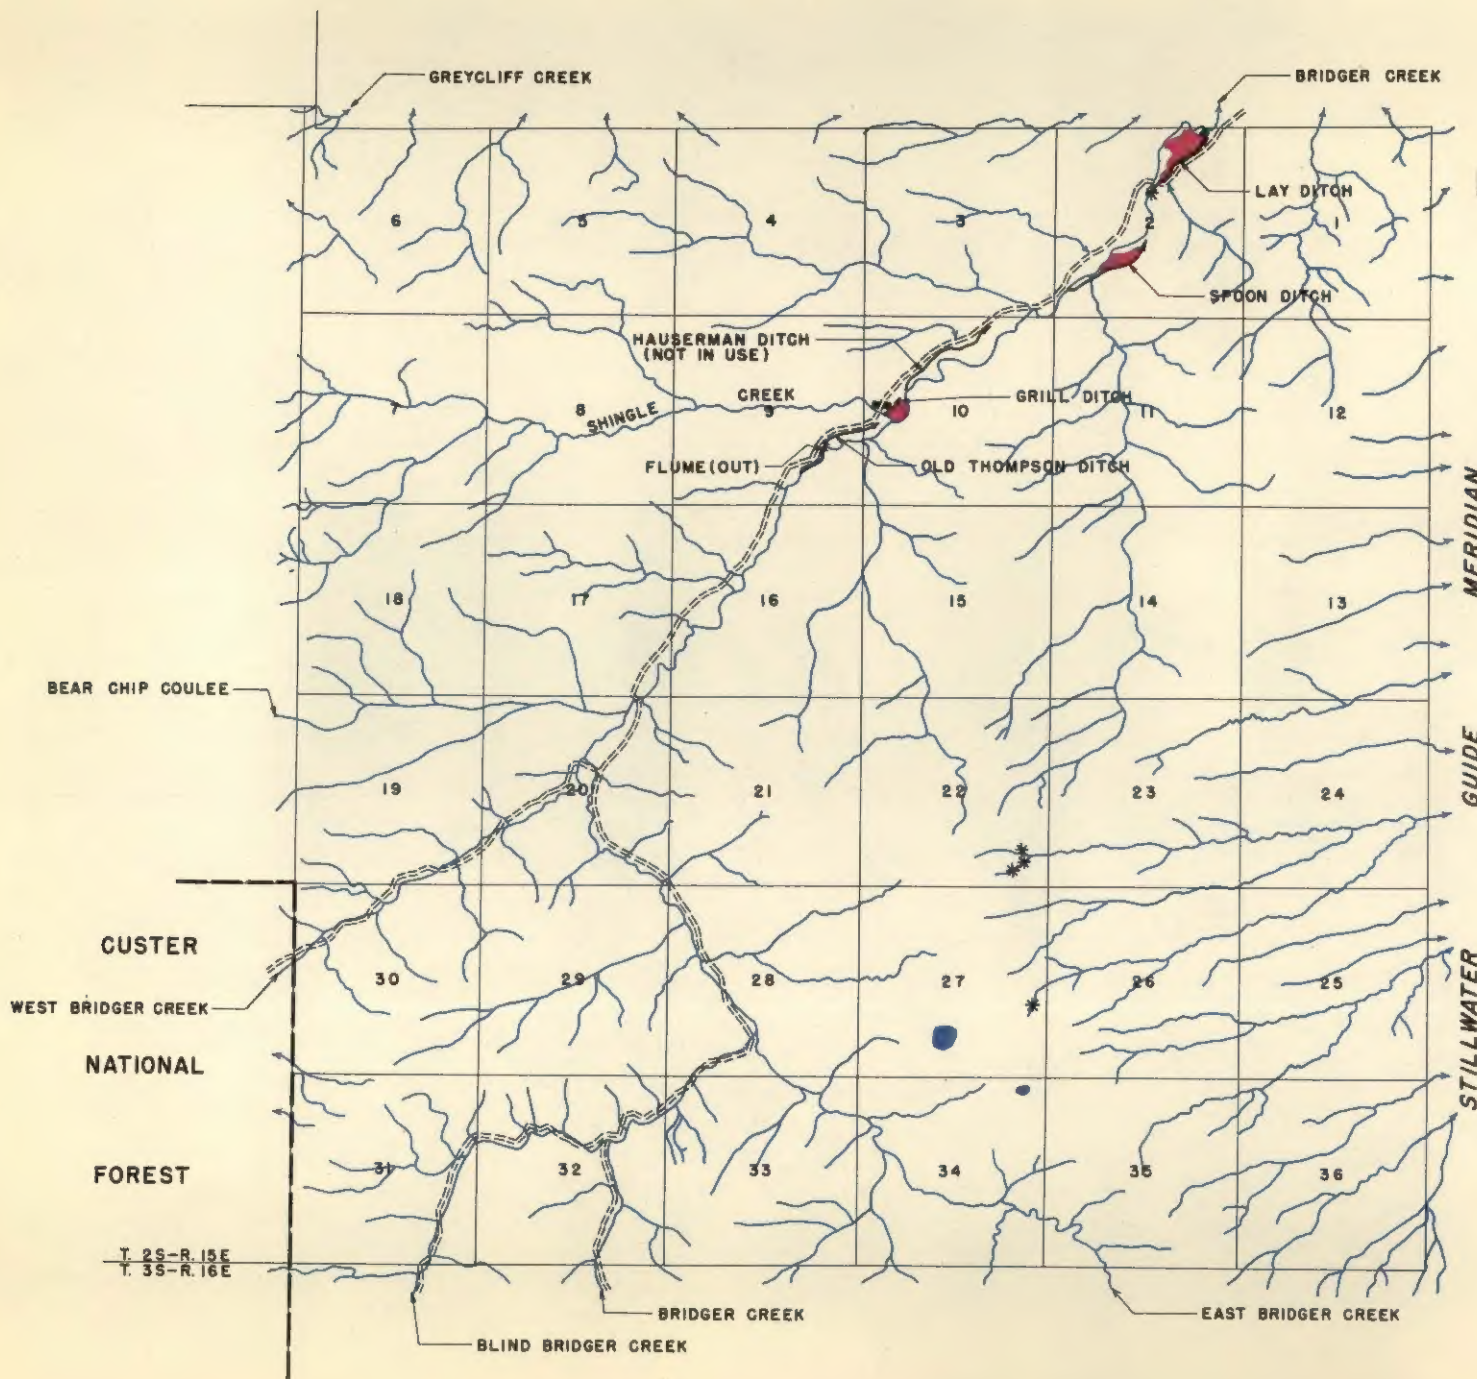 GREYCLIFF CREEK
BRIDGER CREEK
LAY DITCH
6
5
4
3
2
1
SPOON DITCH
HAUSERMAN DITCH
(NOT IN USE)
7
8
SHINGLE
CREEK
9
10
GRILL DITCH
11
12
FLUME(OUT)
OLD THOMPSON DITCH
18
17
16
15
14
13
BEAR CHIP COULEE
19
20
21
22
23
24
CUSTER
NATIONAL
FOREST
WEST BRIDGER CREEK
30
29
28
27
26
25
31
32
33
34
35
36
T. 2S-R. 15E
T. 3S-R. 16E
BRIDGER CREEK
BLIND BRIDGER CREEK
EAST BRIDGER CREEK
STILLWATER
GUIDE
MERIDIAN